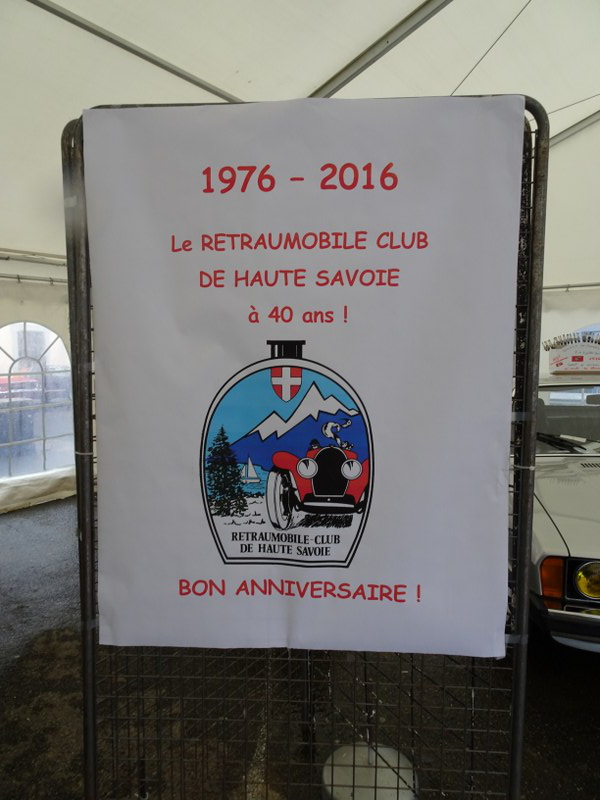 1976 - 2016
Le RETRAUMOBILE CLUB
DE HAUTE SAVOIE
à 40 ans !
RETRAUMOBILE-CLUB
DE HAUTE SAVOIE
BON ANNIVERSAIRE !